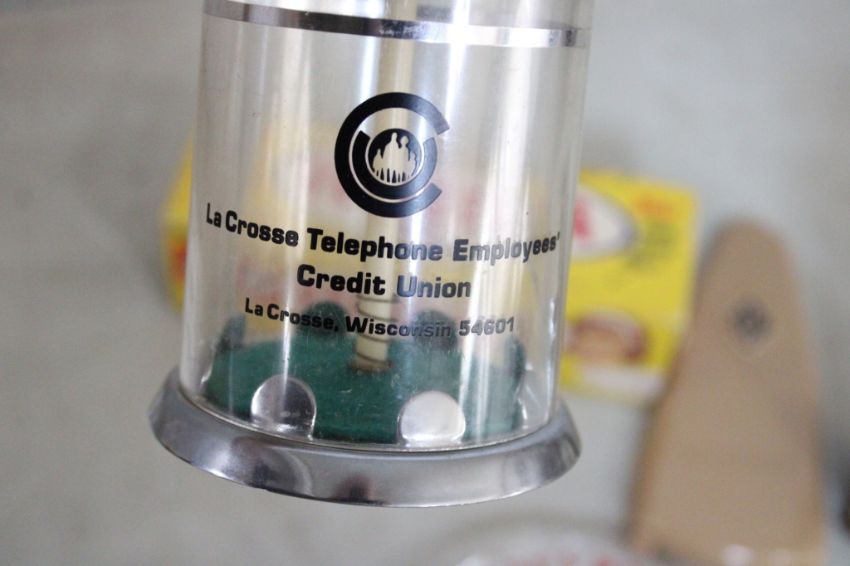 La Crosse Telephone Employees'
Credit Union
La Crosse, Wisconsin 54601